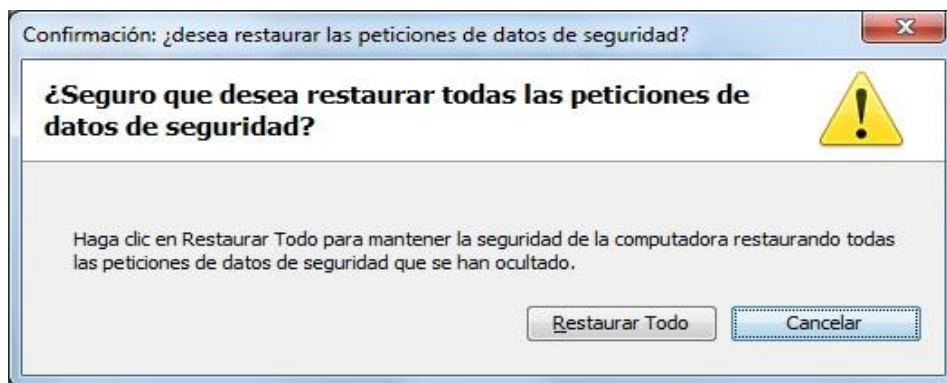 Confirmación: ¿desea restaurar las peticiones de datos de seguridad?
¿Seguro que desea restaurar todas las peticiones de
datos de seguridad?
Haga clic en Restaurar Todo para mantener la seguridad de la computadora restaurando todas
las peticiones de datos de seguridad que se han ocultado.
Restaurar Todo
Cancelar